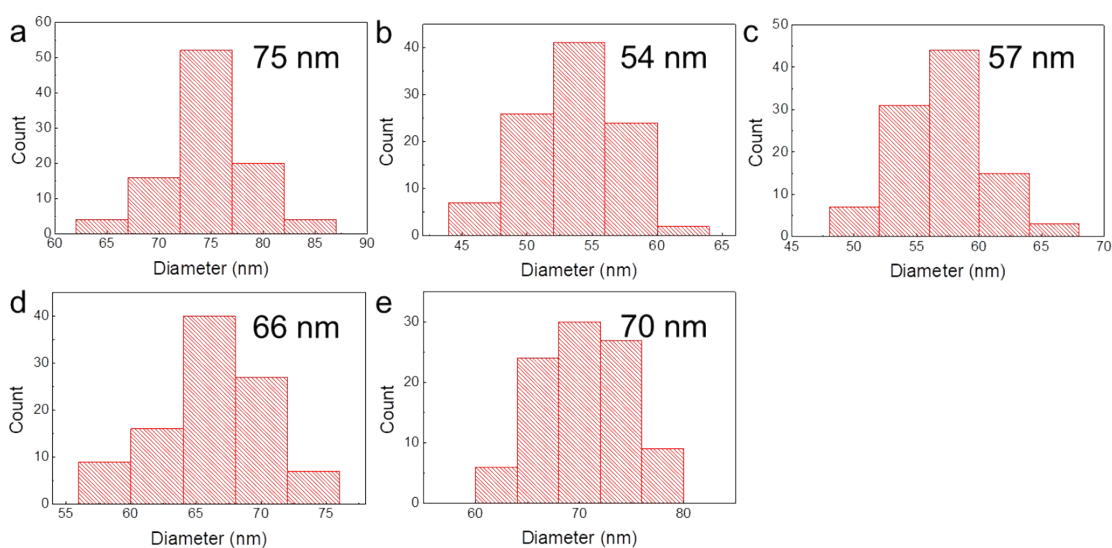 a
75 nm
60
50
40
30
20
10
0
60 65 70 75 80 85 90
Count
Diameter (nm)
b
54 nm
40
20
0
45 50 55 60 65
Count
Diameter (nm)
c
57 nm
50
40
30
20
10
0
45 50 55 60 65 70
Count
Diameter (nm)
d
66 nm
40
30
20
10
0
55 60 65 70 75
Count
Diameter (nm)
e
70 nm
30
20
10
0
60 70 80
Count
Diameter (nm)